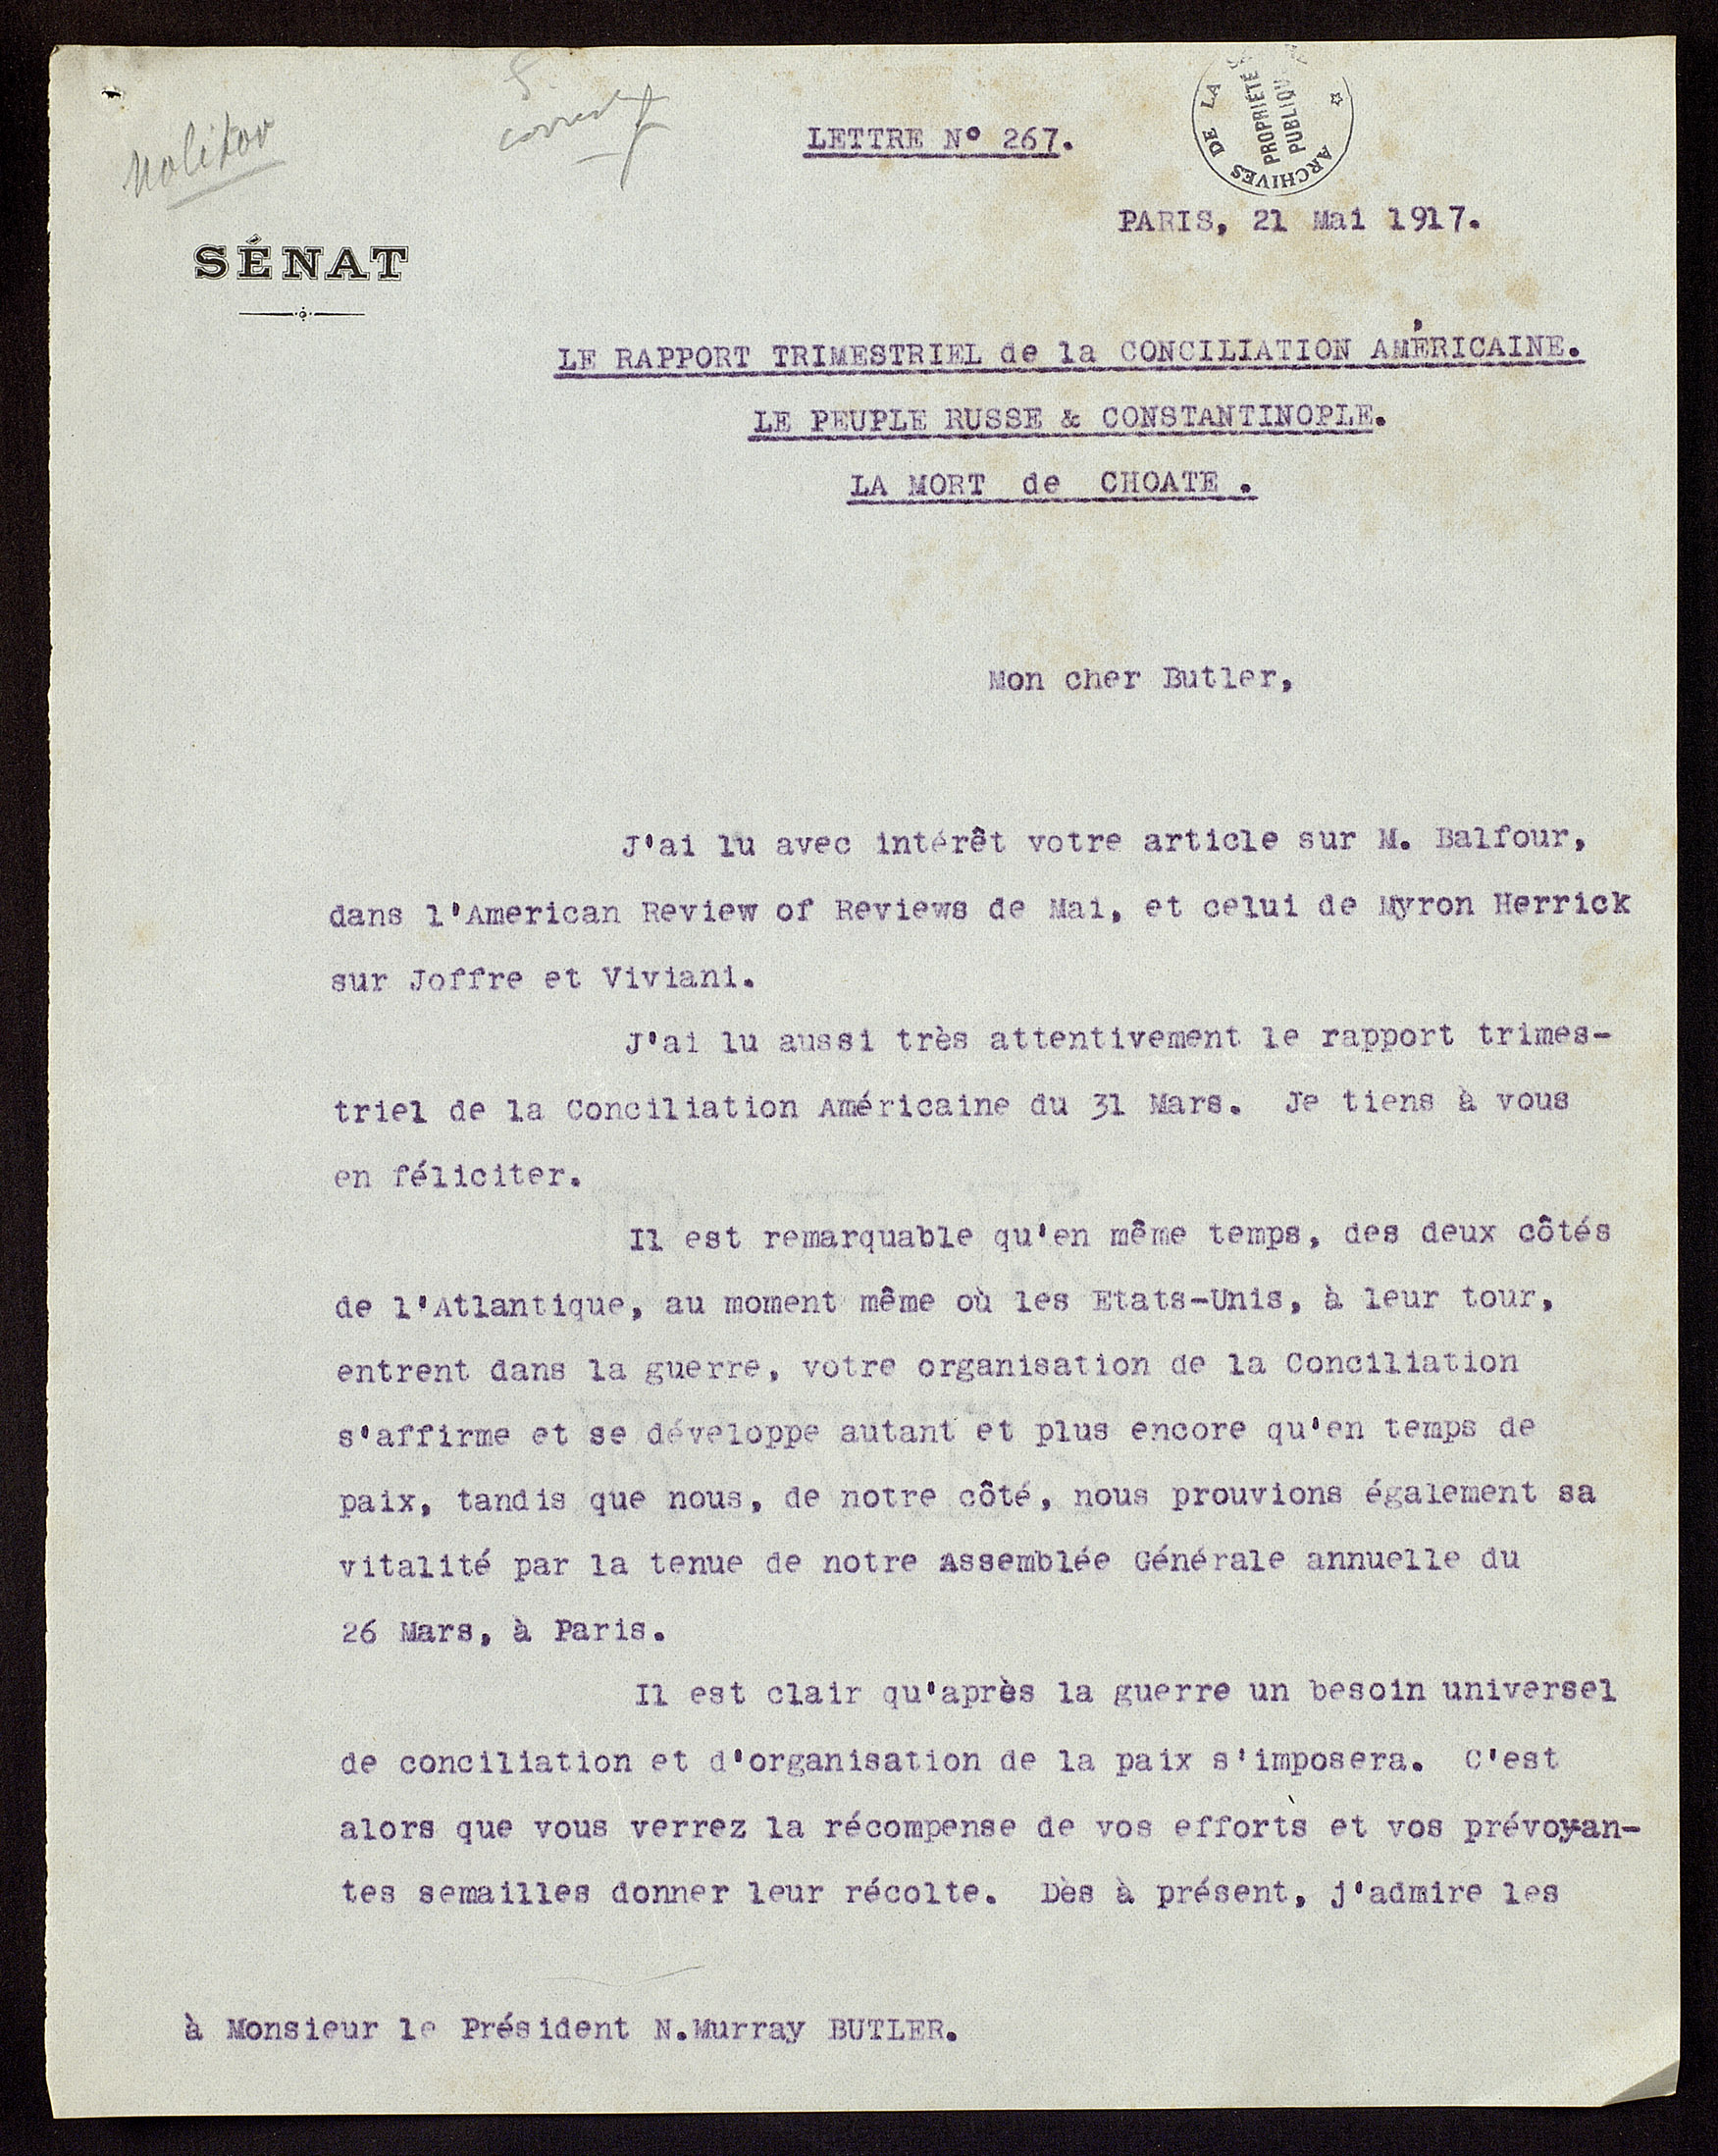 Molitor
corresp
LETTRE N° 267.
ARCHIVES DE LA
PROPRIÉTÉ
PUBLIQU
PARIS, 21 Mai 1917.
SÉNAT
LE RAPPORT TRIMESTRIEL de la CONCILIATION AMÉRICAINE.
LE PEUPLE RUSSE & CONSTANTINOPLE.
LA MORT de CHOATE .
Mon cher Butler,
J'ai lu avec intérêt votre article sur M. Balfour,
dans l'American Review of Reviews de Mai, et celui de Myron Herrick
sur Joffre et Viviani.
J'ai lu aussi très attentivement le rapport trimes-
triel de la Conciliation Américaine du 31 Mars. Je tiens à vous
en féliciter.
Il est remarquable qu'en même temps, des deux côtés
de l'Atlantique, au moment même où les Etats-Unis, à leur tour,
entrent dans la guerre, votre organisation de la Conciliation
s'affirme et se développe autant et plus encore qu'en temps de
paix, tandis que nous, de notre côté, nous prouvions également sa
vitalité par la tenue de notre Assemblée Générale annuelle du
26 Mars, à Paris.
Il est clair qu'après la guerre un besoin universel
de conciliation et d'organisation de la paix s'imposera. C'est
alors que vous verrez la récompense de vos efforts et vos prévoyan-
tes semailles donner leur récolte. Dès à présent, j'admire les
à Monsieur le Président N.Murray BUTLER.